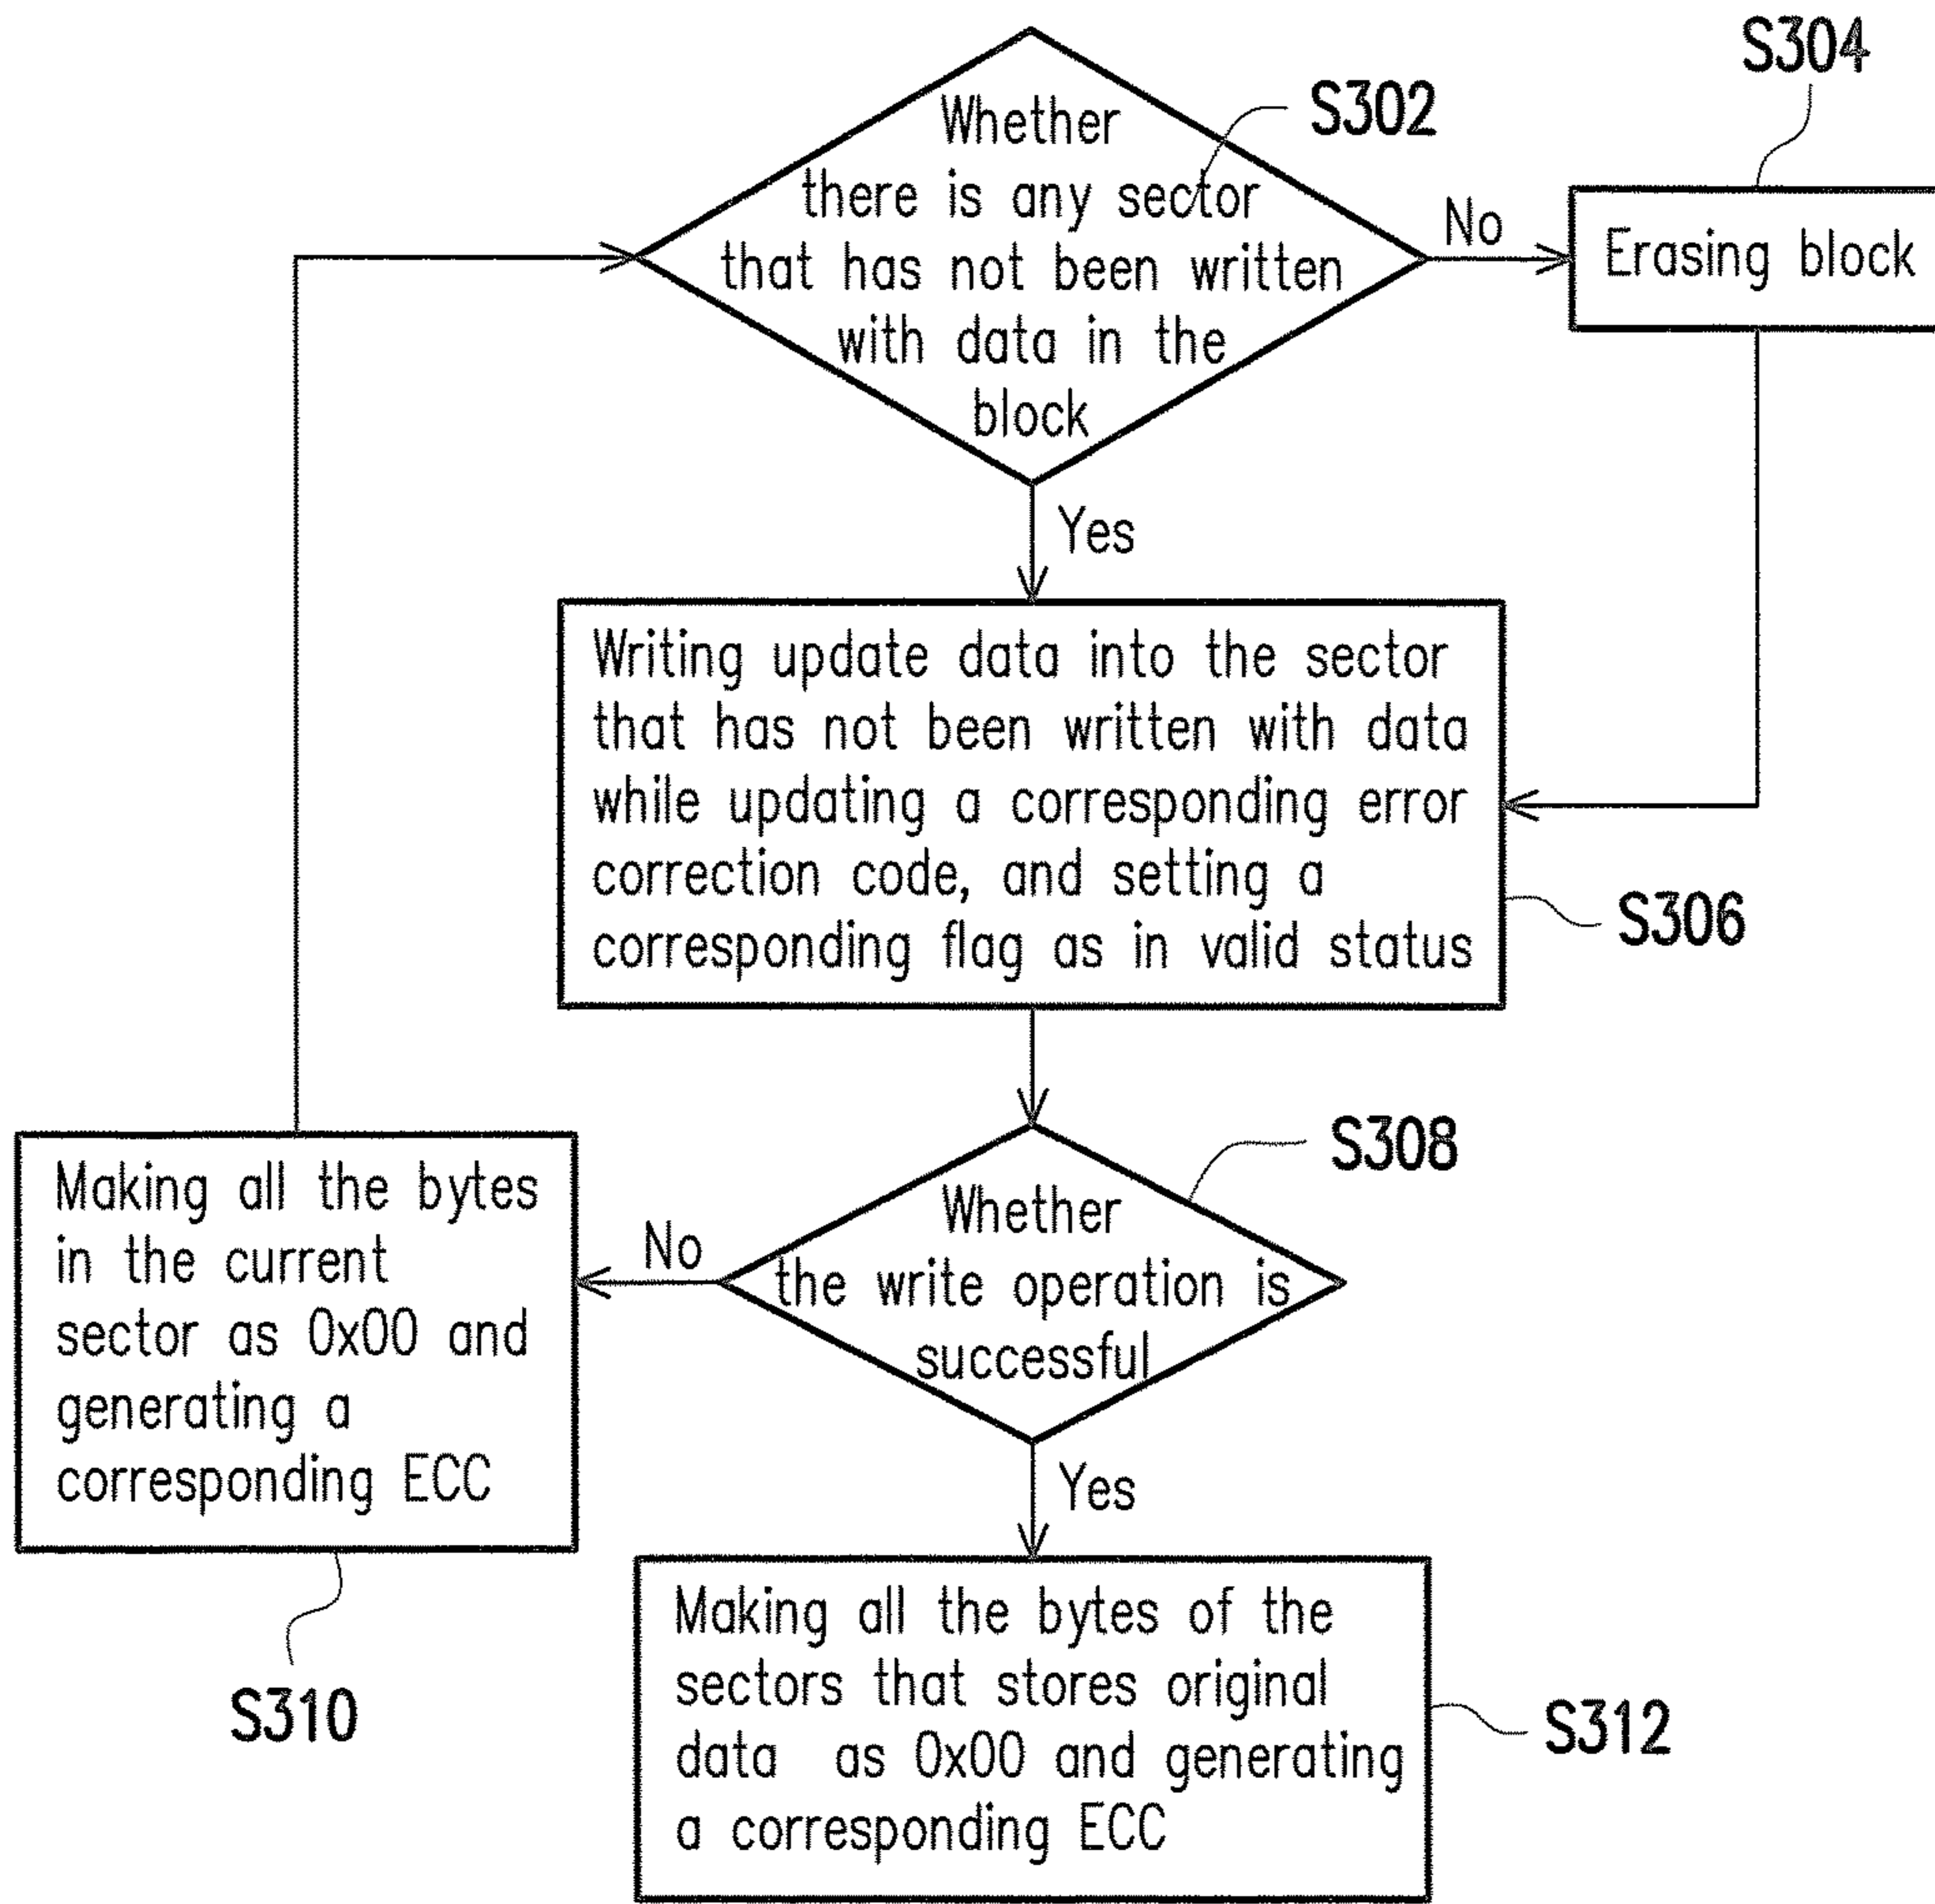 S304
S302
Whether
there is any sector
that has not been written
with data in the
block
No
Erasing block
Yes
Writing update data into the sector
that has not been written with data
while updating a corresponding error
correction code, and setting a
corresponding flag as in valid status
S306
S308
Whether
the write operation is
successful
No
Making all the bytes
in the current
sector as 0x00 and
generating a
corresponding ECC
S310
Yes
Making all the bytes of the
sectors that stores original
data as 0x00 and generating
a corresponding ECC
S312